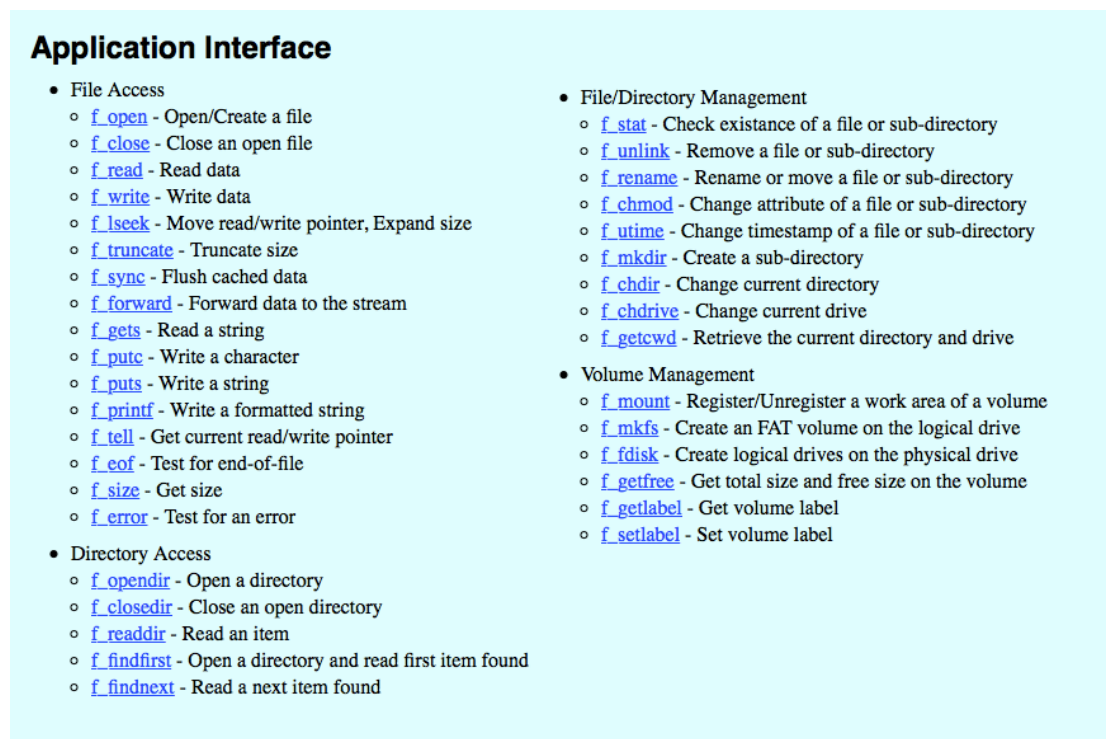 Application Interface
File Access
f_open - Open/Create a file
f_close - Close an open file
f_read - Read data
f_write - Write data
f_lseek - Move read/write pointer, Expand size
f_truncate - Truncate size
f_sync - Flush cached data
f_forward - Forward data to the stream
f_gets - Read a string
f_putc - Write a character
f_puts - Write a string
f_printf - Write a formatted string
f_tell - Get current read/write pointer
f_eof - Test for end-of-file
f_size - Get size
f_error - Test for an error
Directory Access
f_opendir - Open a directory
f_closedir - Close an open directory
f_readdir - Read an item
f_findfirst - Open a directory and read first item found
f_findnext - Read a next item found
File/Directory Management
f_stat - Check existance of a file or sub-directory
f_unlink - Remove a file or sub-directory
f_rename - Rename or move a file or sub-directory
f_chmod - Change attribute of a file or sub-directory
f_utime - Change timestamp of a file or sub-directory
f_mkdir - Create a sub-directory
f_chdir - Change current directory
f_chdrive - Change current drive
f_getcwd - Retrieve the current directory and drive
Volume Management
f_mount - Register/Unregister a work area of a volume
f_mkfs - Create an FAT volume on the logical drive
f_fdisk - Create logical drives on the physical drive
f_getfree - Get total size and free size on the volume
f_getlabel - Get volume label
f_setlabel - Set volume label